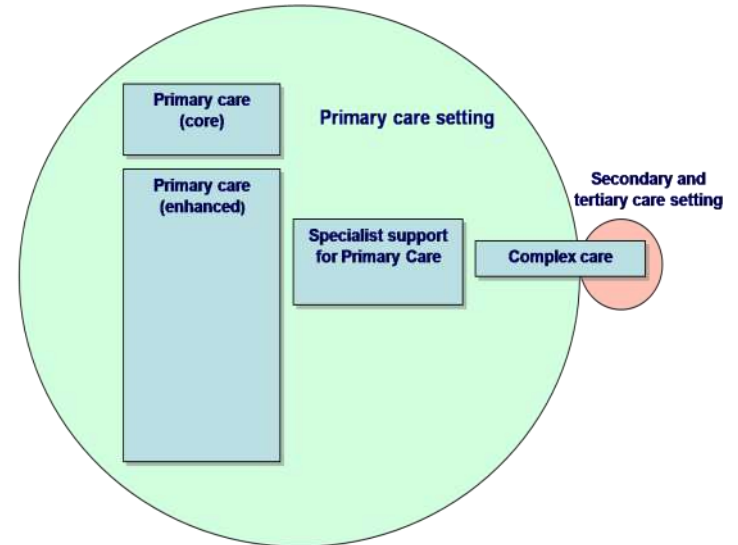 Primary care
(core)
Primary care setting
Primary care
(enhanced)
Secondary and
tertiary care setting
Specialist support
for Primary Care
Complex care